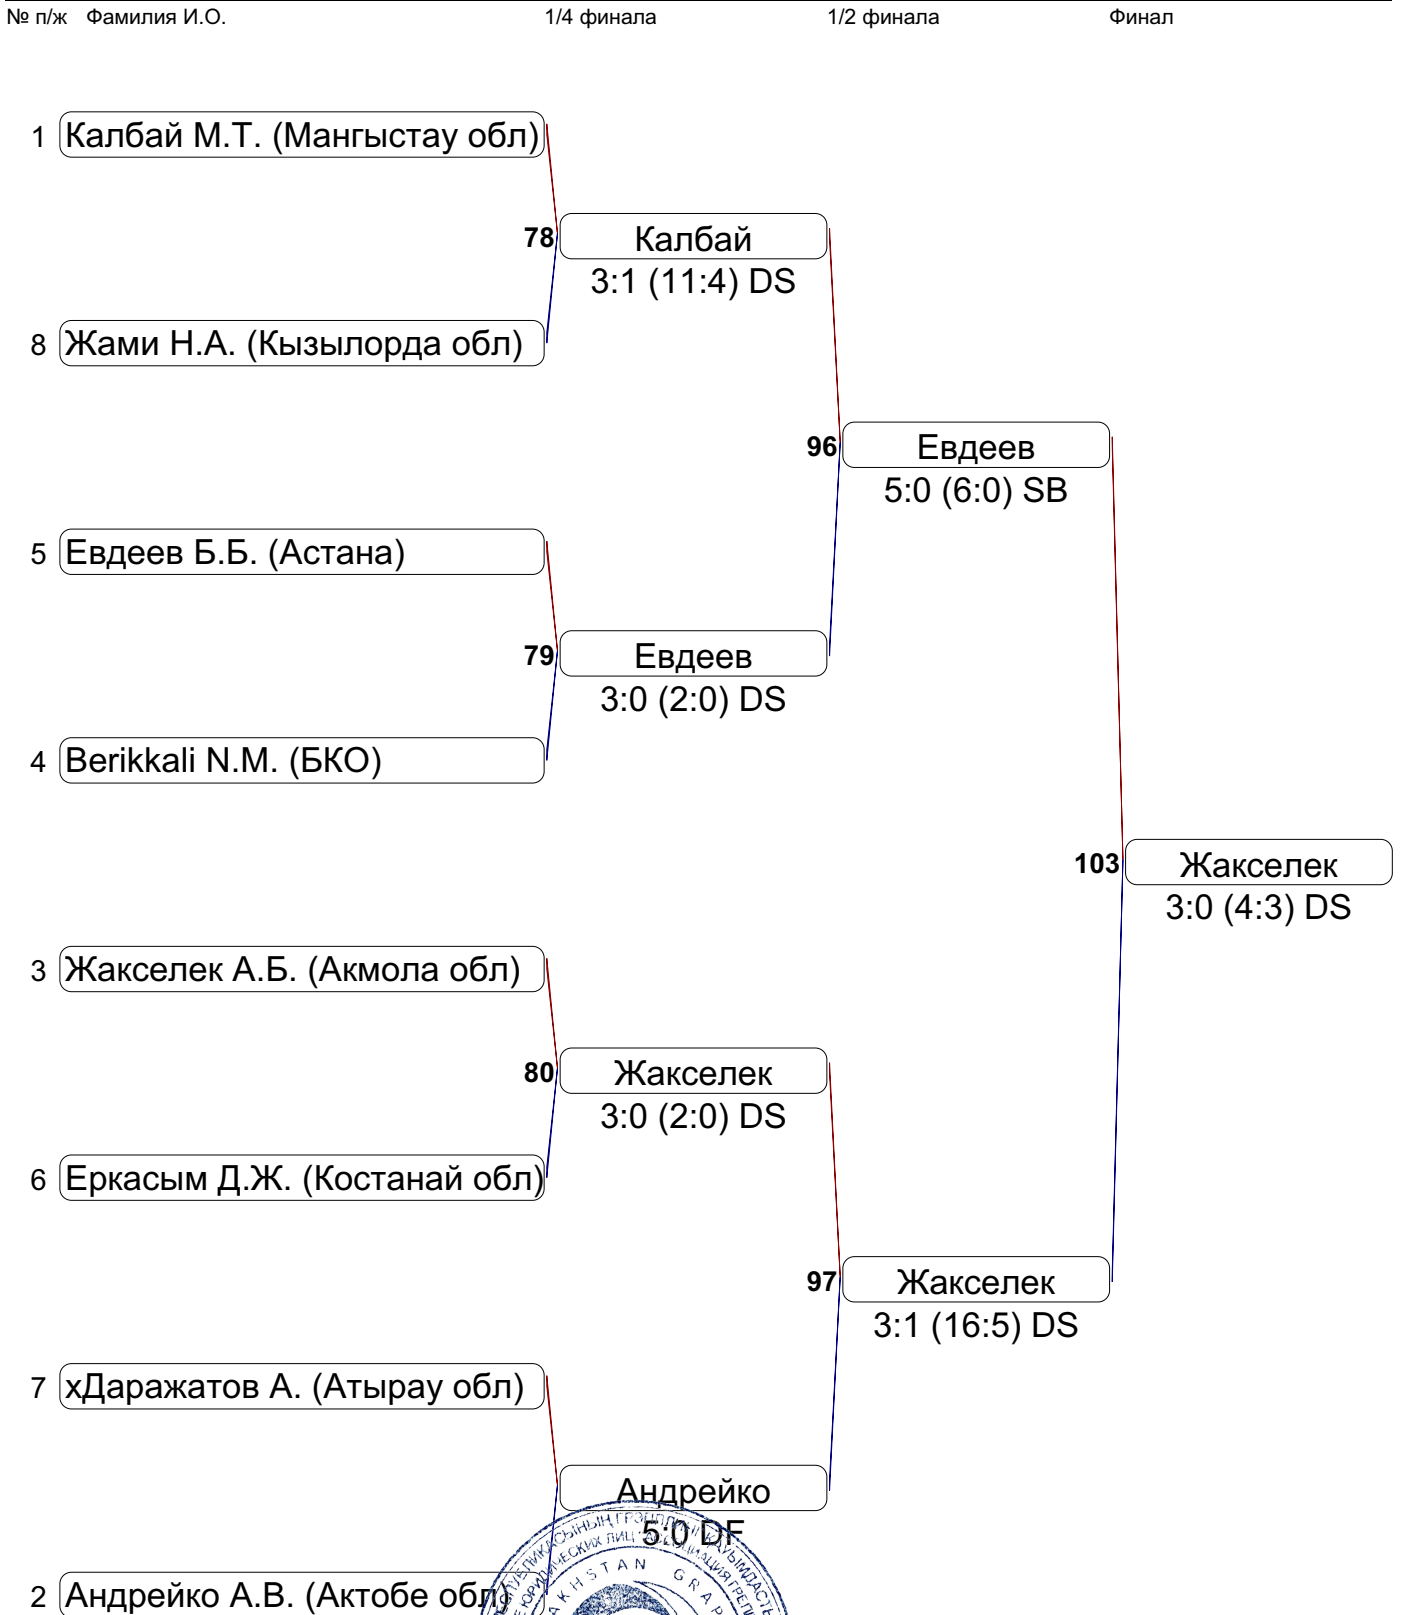 № п/ж Фамилия И.О. 1/4 финала 1/2 финала Финал
1 Калбай М.Т. (Мангыстау обл)
78 Калбай
3:1 (11:4) DS
8 Жами Н.А. (Кызылорда обл)
96 Евдеев
5:0 (6:0) SB
5 Евдеев Б.Б. (Астана)
79 Евдеев
3:0 (2:0) DS
4 Berikkali N.M. (БКО)
103 Жакселек
3:0 (4:3) DS
3 Жакселек А.Б. (Акмола обл)
80 Жакселек
3:0 (2:0) DS
6 Еркасым Д.Ж. (Костанай обл)
97 Жакселек
3:1 (16:5) DS
7 хДаражатов А. (Атырау обл)
Андрейко
5:0 DF
2 Андрейко А.В. (Актобе обл)